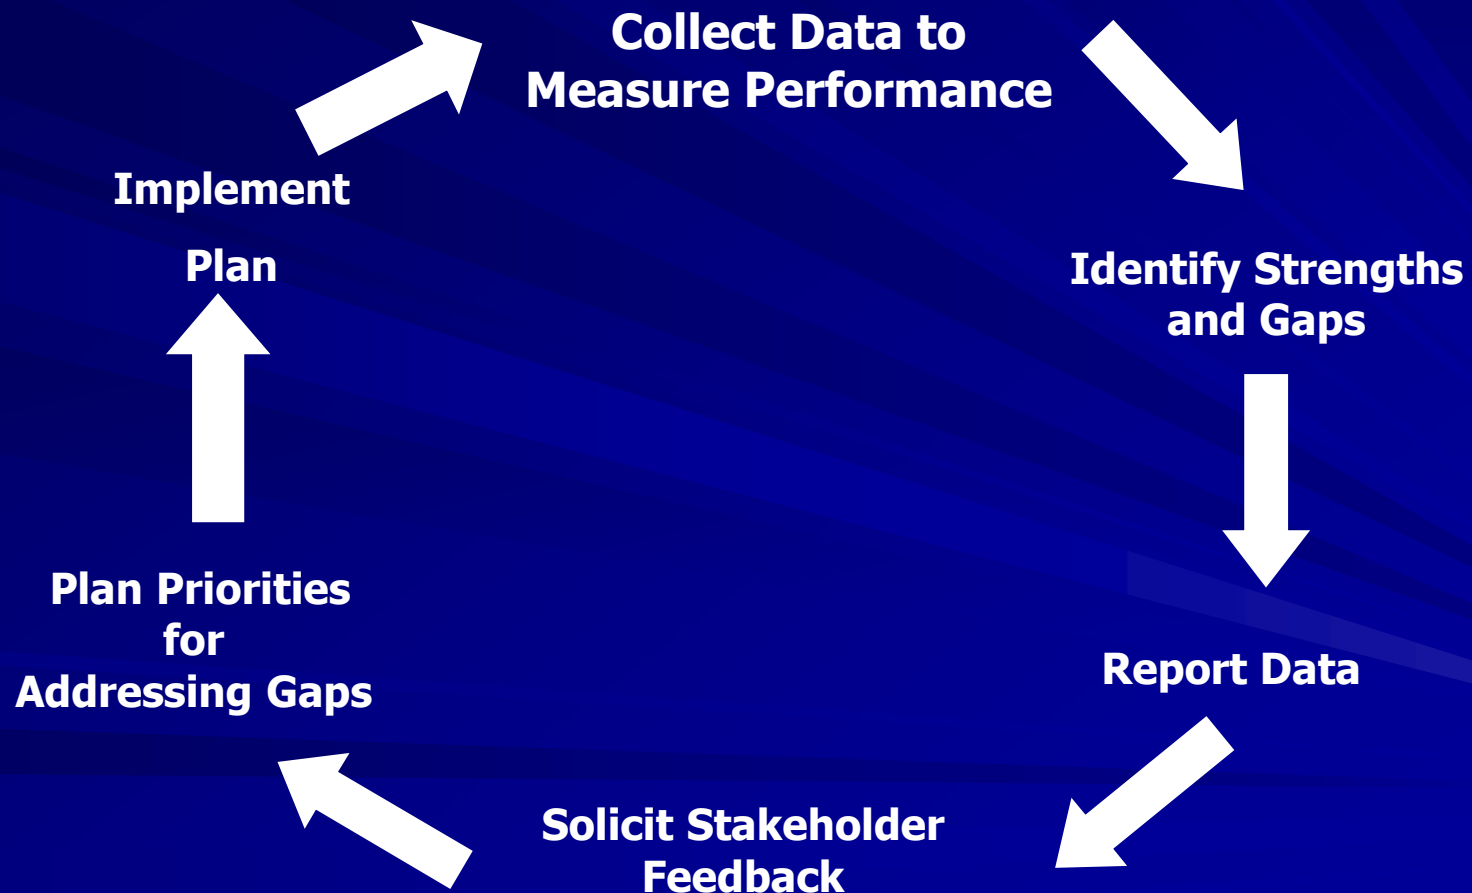 Collect Data to
Measure Performance
Identify Strengths
and Gaps
Report Data
Solicit Stakeholder
Feedback
Plan Priorities
for
Addressing Gaps
Implement
Plan